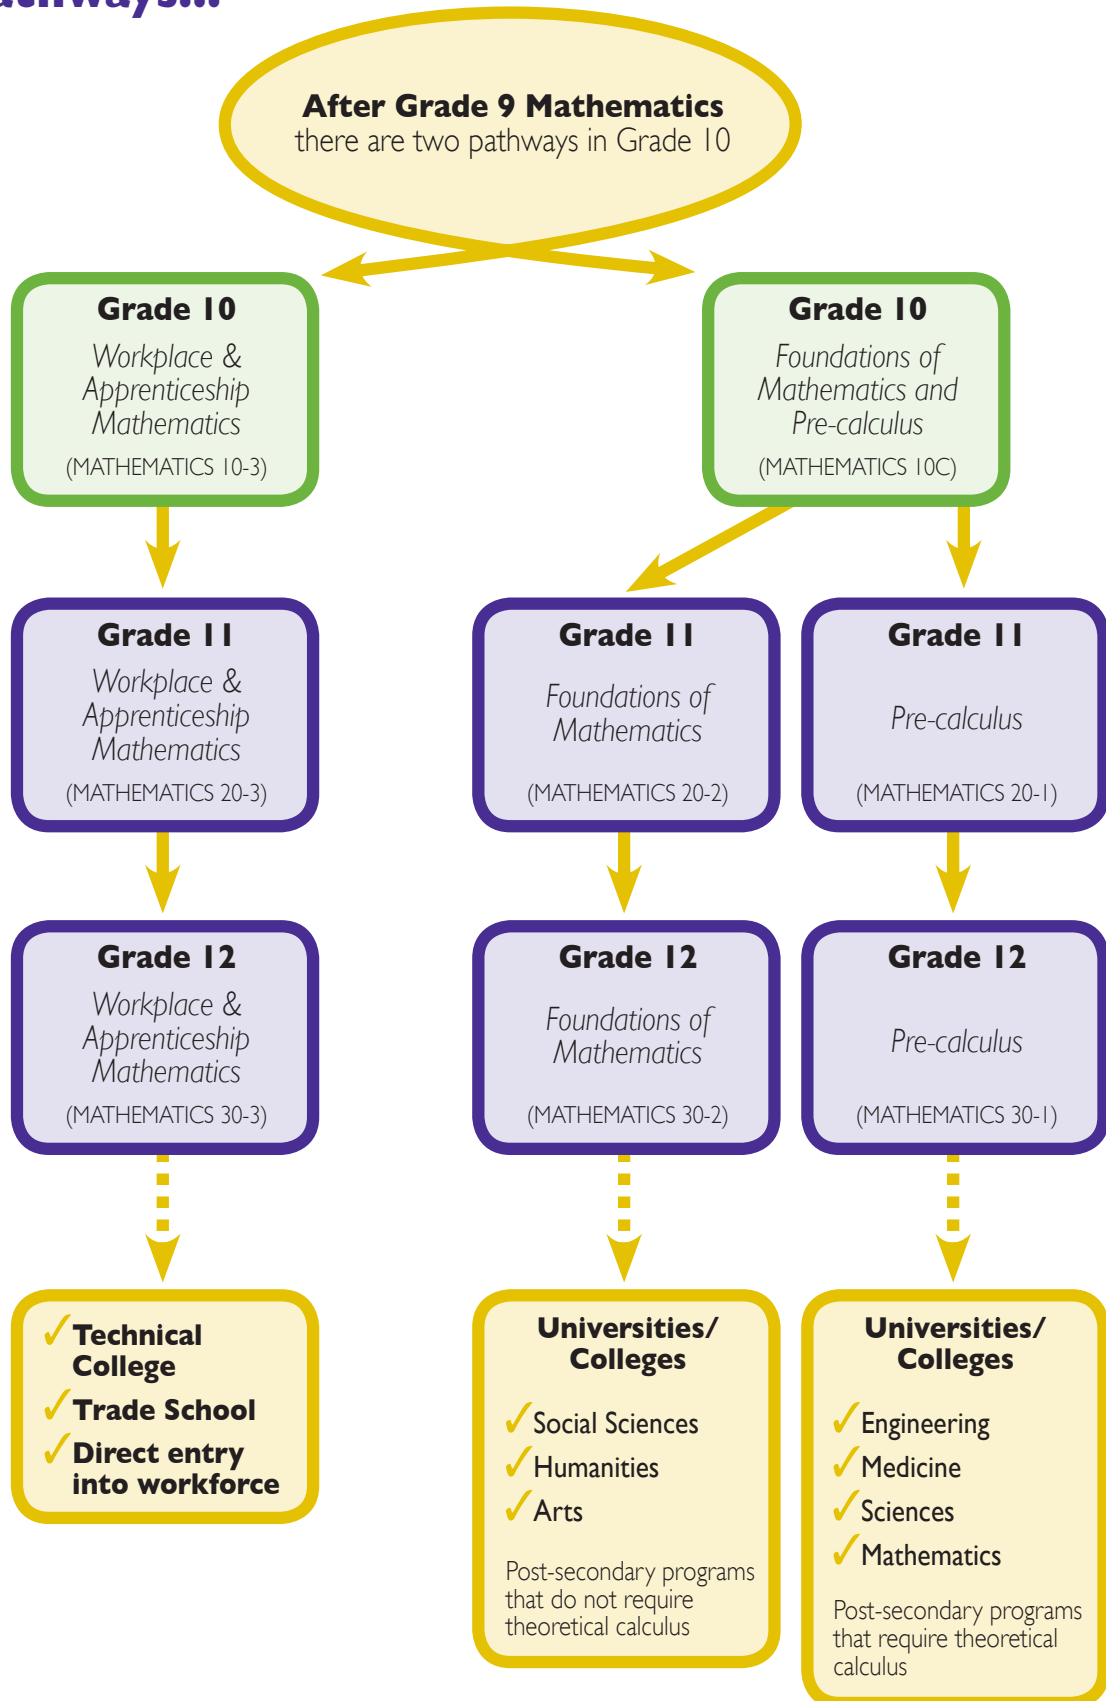 After Grade 9 Mathematics
there are two pathways in Grade 10
Grade 10
Workplace &
Apprenticeship
Mathematics
(MATHEMATICS 10-3)
Grade 10
Foundations of
Mathematics and
Pre-calculus
(MATHEMATICS 10C)
Grade 11
Workplace &
Apprenticeship
Mathematics
(MATHEMATICS 20-3)
Grade 11
Foundations of
Mathematics
(MATHEMATICS 20-2)
Grade 11
Pre-calculus
(MATHEMATICS 20-1)
Grade 12
Workplace &
Apprenticeship
Mathematics
(MATHEMATICS 30-3)
Grade 12
Foundations of
Mathematics
(MATHEMATICS 30-2)
Grade 12
Pre-calculus
(MATHEMATICS 30-1)
✓ Technical
College
✓ Trade School
✓ Direct entry
into workforce
Universities/
Colleges
✓ Social Sciences
✓ Humanities
✓ Arts
Post-secondary programs
that do not require
theoretical calculus
Universities/
Colleges
✓ Engineering
✓ Medicine
✓ Sciences
✓ Mathematics
Post-secondary programs
that require theoretical
calculus